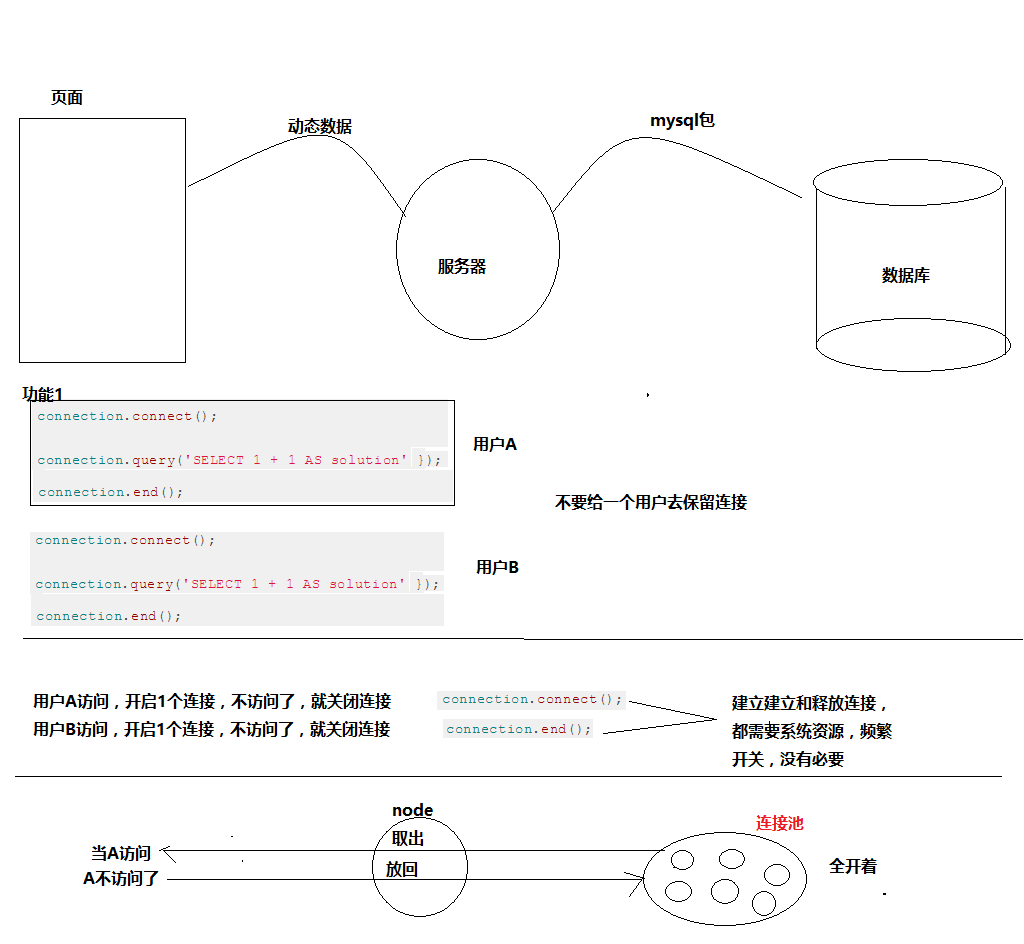 页面
动态数据
mysql包
服务器
数据库
功能1
connection.connect();
connection.query('SELECT 1 + 1 AS solution' });
connection.end();
用户A
不要给一个用户去保留连接
connection.connect();
connection.query('SELECT 1 + 1 AS solution' });
connection.end();
用户B
用户A访问，开启1个连接，不访问了，就关闭连接
用户B访问，开启1个连接，不访问了，就关闭连接
connection.connect();
connection.end();
建立建立和释放连接，
都需要系统资源，频繁
开关，没有必要
node
取出
放回
当A访问
A不访问了
连接池
全开着